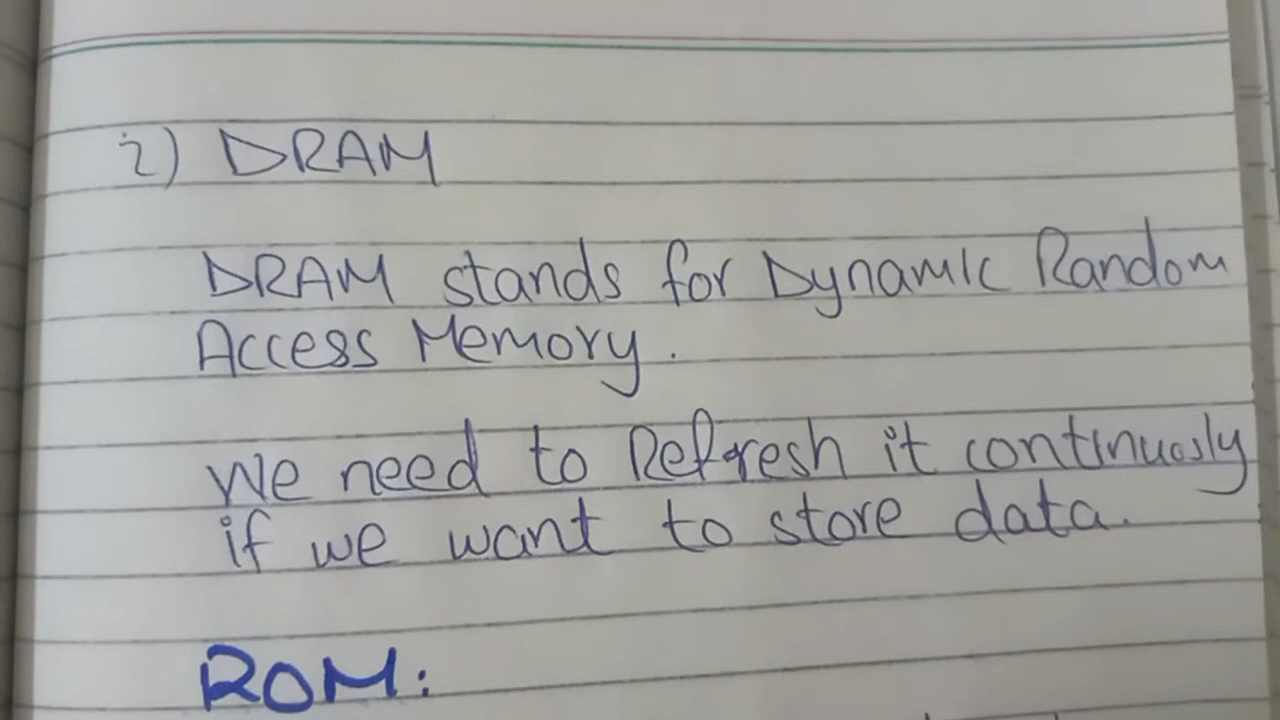 2) DRAM
DRAM stands for Dynamic Random
Access Memory.
We need to Refresh it continuosly
if we want to store data.
ROM: